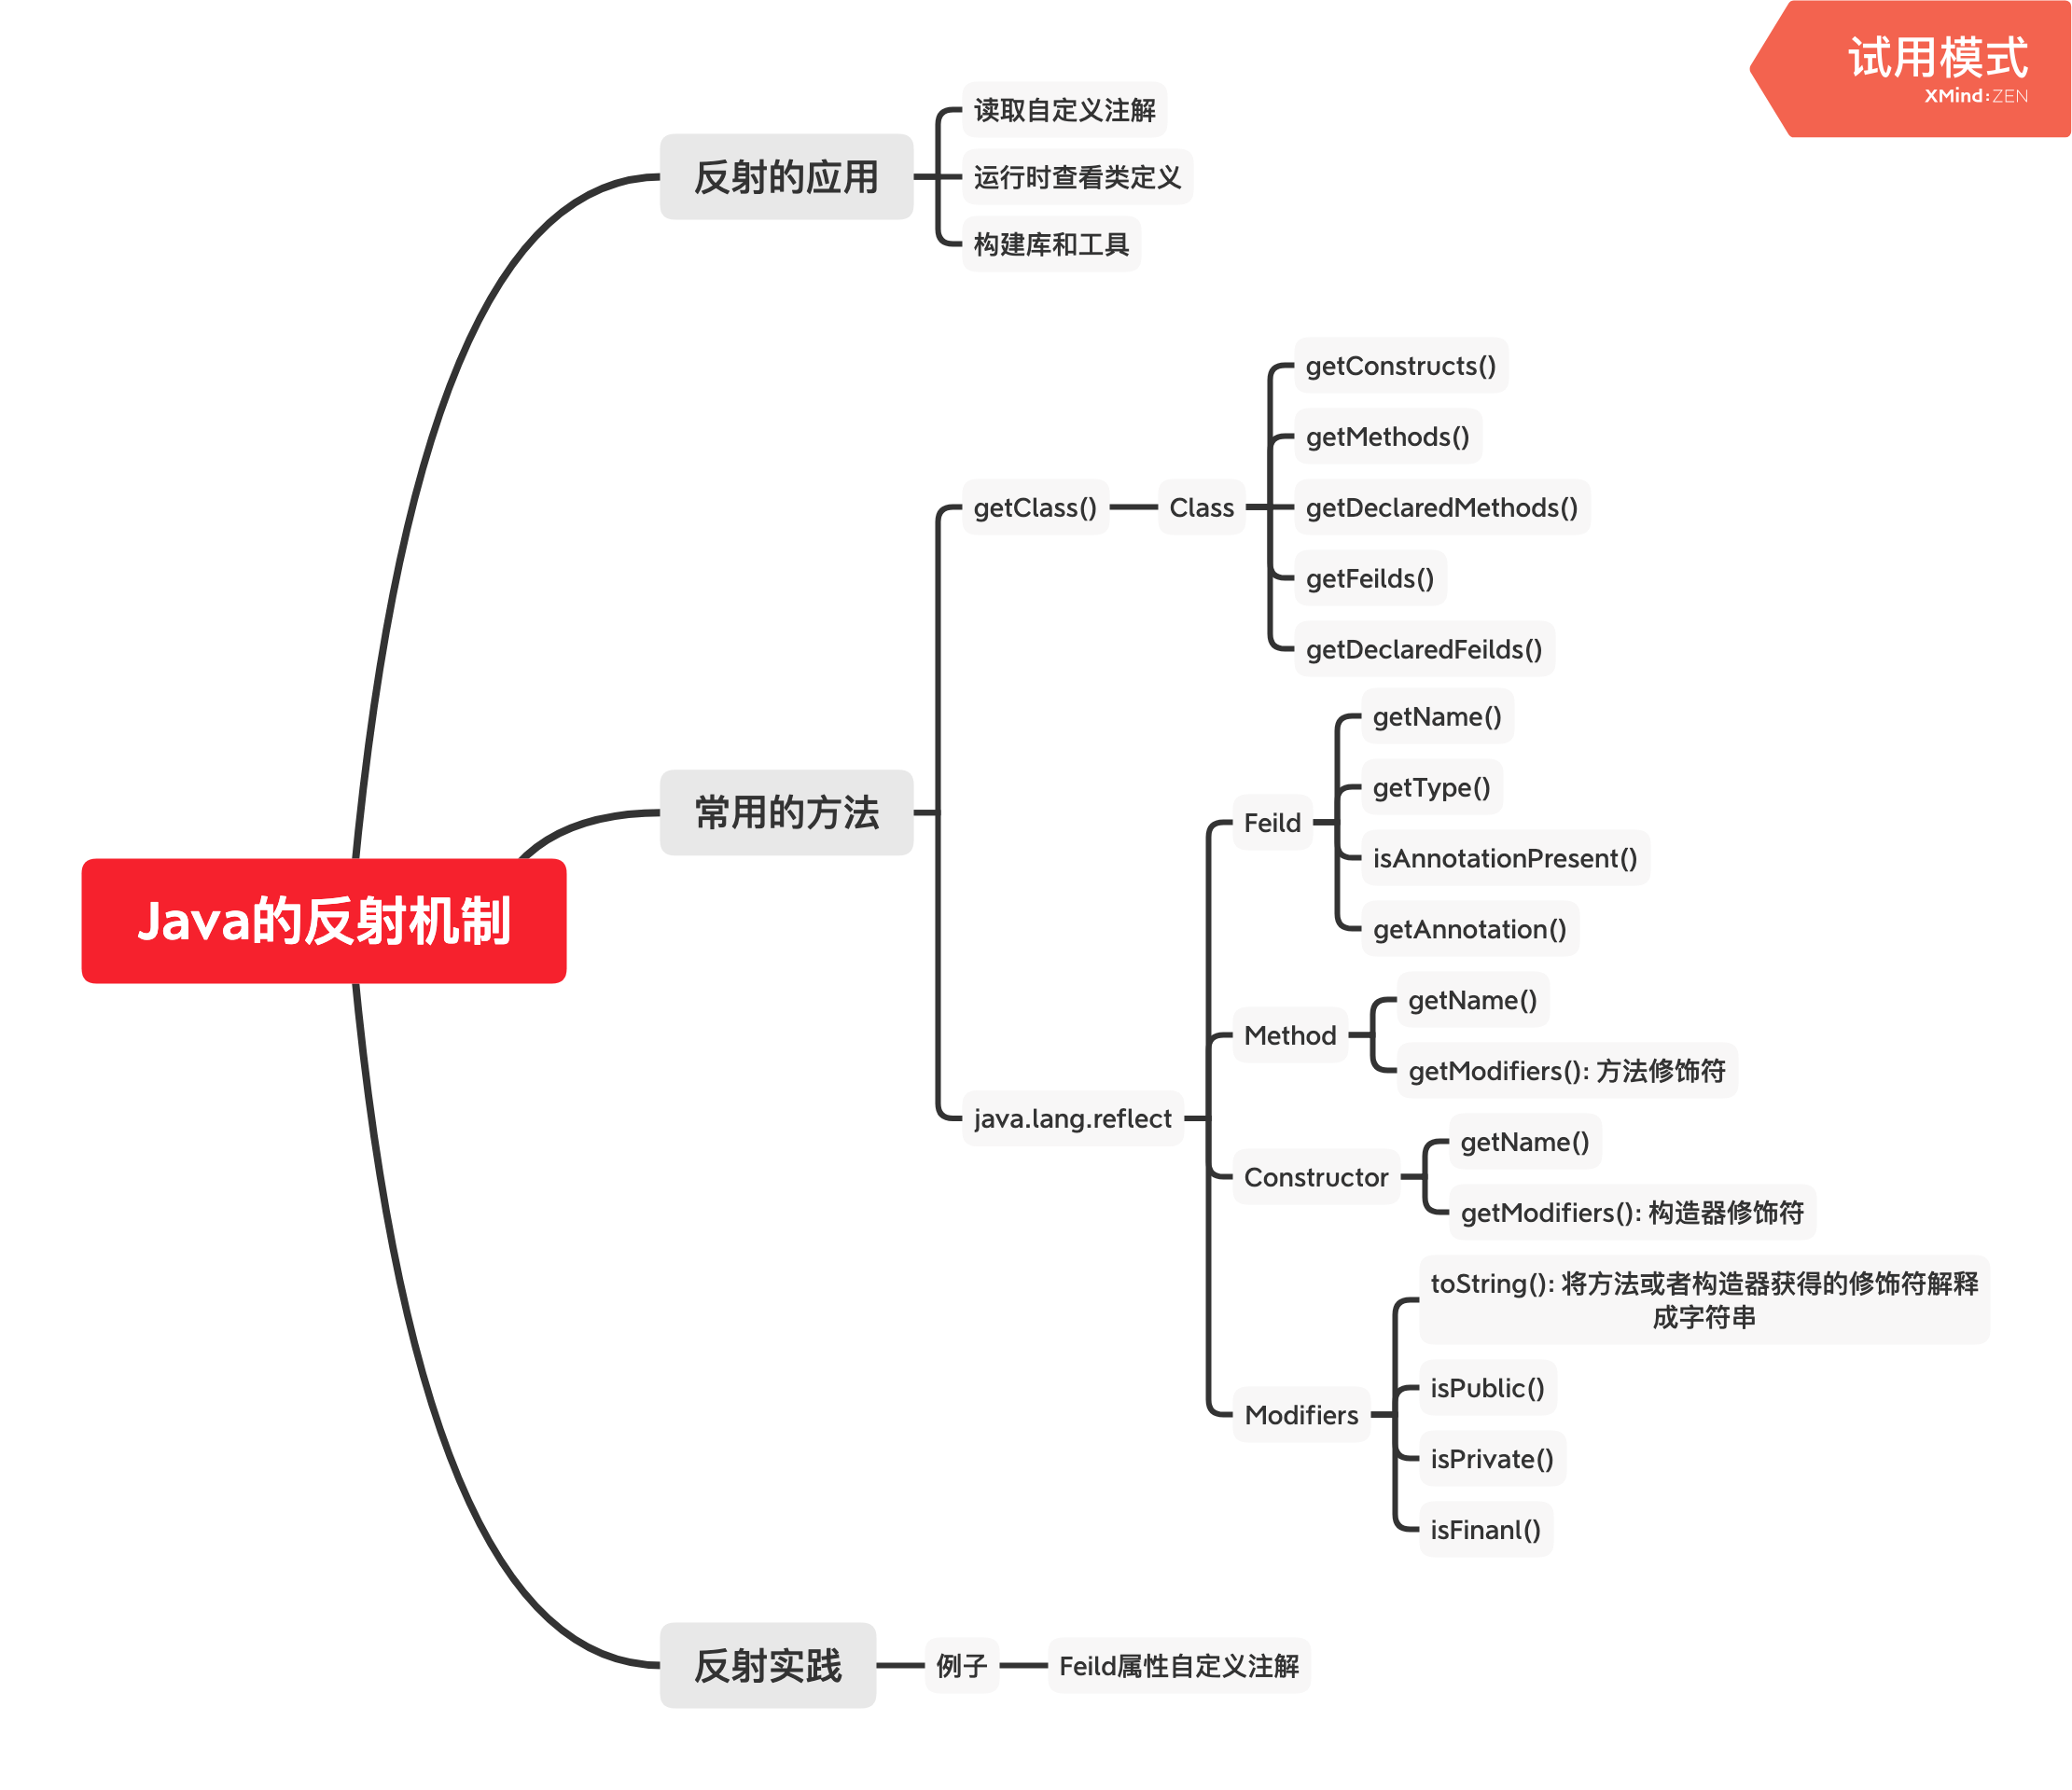 试用模式
XMind:ZEN
Java的反射机制
反射的应用
读取自定义注解
运行时查看类定义
构建库和工具
常用的方法
getClass()
Class
getConstructs()
getMethods()
getDeclaredMethods()
getFeilds()
getDeclaredFeilds()
java.lang.reflect
Feild
getName()
getType()
isAnnotationPresent()
getAnnotation()
Method
getName()
getModifiers(): 方法修饰符
Constructor
getName()
getModifiers(): 构造器修饰符
Modifiers
toString(): 将方法或者构造器获得的修饰符解释
成字符串
isPublic()
isPrivate()
isFinanl()
反射实践
例子
Feild属性自定义注解